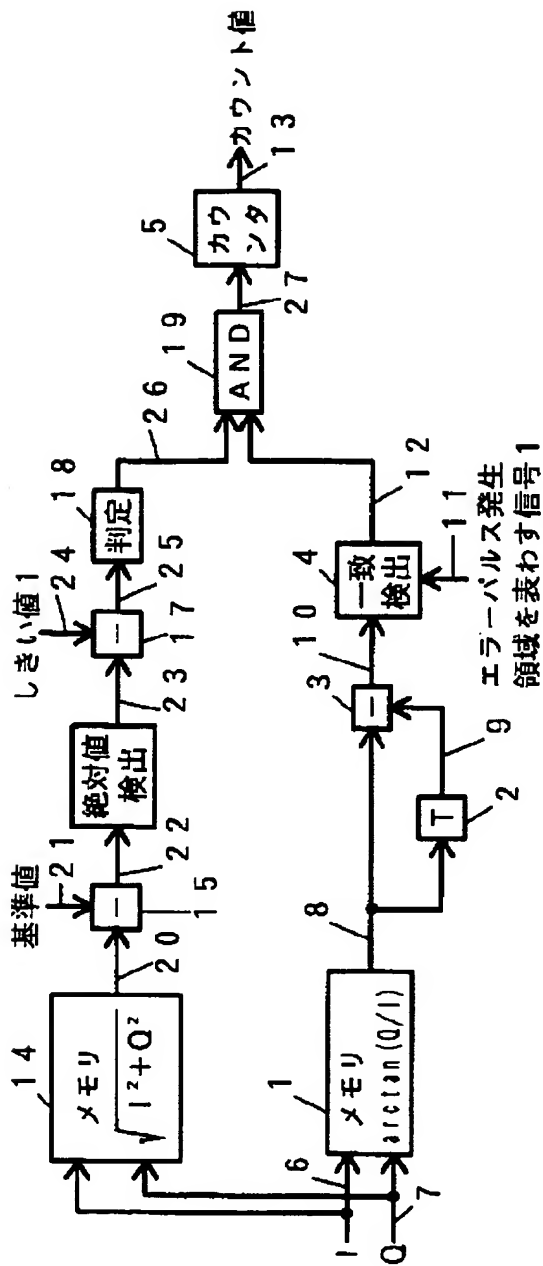 14
メモリ
√I²+Q²
20
基準値
21
15
22
絶対値
検出
23
しきい値1
24
17
25
18
判定
26
19
AND
27
5
カウ
ンタ
カウント値
13
I
Q
6
7
1
メモリ
arctan(Q/I)
8
T
2
9
3
10
4
一致
検出
11
エラーパルス発生
領域を表わす信号1
12